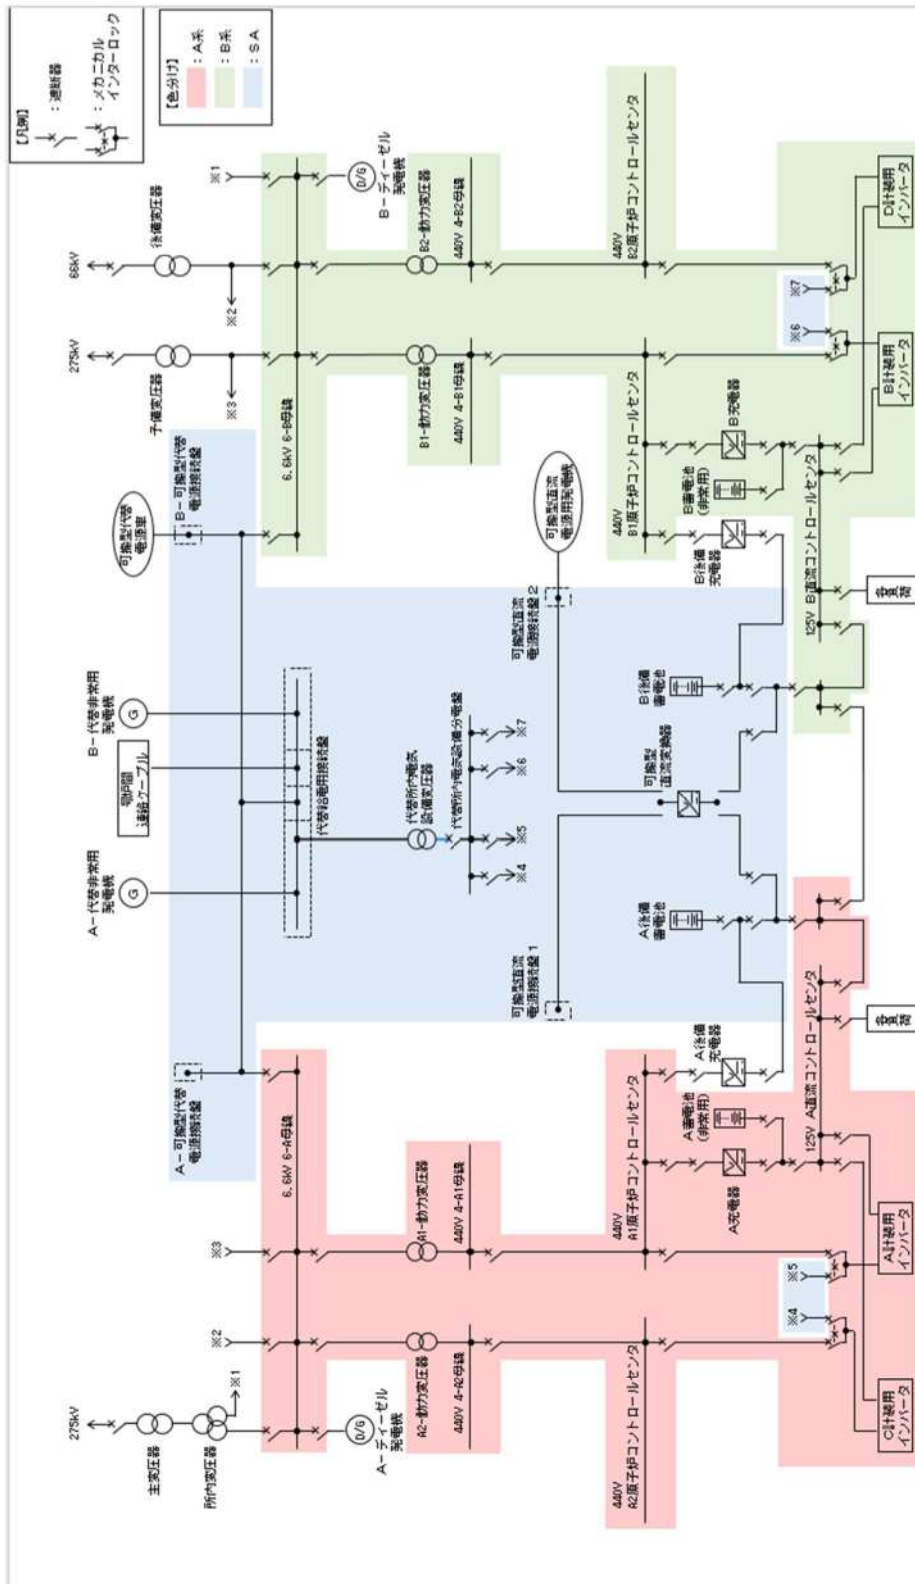 【凡例】
：遮断器
：メカニカル
インターロック
【色分け】
：A系
：B系
：SA
275kV
主変圧器
所内変圧器
※1
※2
※3
A－可搬型代替
電源接続盤
A－代替非常用
発電機
号炉間
連絡ケーブル
B－代替非常用
発電機
可搬型代替
電源車
B－可搬型代替
電源接続盤
275kV
予備変圧器
※3
66kV
後備変圧器
※2
※1
D/G
A－ディーゼル
発電機
6.6kV 6-A母線
G
G
代替給電用接続盤
6.6kV 6-B母線
D/G
B－ディーゼル
発電機
A2-動力変圧器
440V 4-A2母線
A1-動力変圧器
440V 4-A1母線
代替所内電気
設備変圧器
代替所内電気設備分電盤
※4
※5
※6
※7
B1-動力変圧器
440V 4-B1母線
B2-動力変圧器
440V 4-B2母線
440V
A2原子炉コントロールセンタ
440V
A1原子炉コントロールセンタ
可搬型直流
電源接続盤1
可搬型直流
電源接続盤2
可搬型直流
電源用発電機
440V
B1原子炉コントロールセンタ
440V
B2原子炉コントロールセンタ
A充電器
A蓄電池
(非常用)
A後備
充電器
A後備
蓄電池
可搬型
直流変換器
B後備
蓄電池
B後備
充電器
B蓄電池
(非常用)
B充電器
※4
※5
125V A直流コントロールセンタ
125V B直流コントロールセンタ
※6
※7
C計装用
インバータ
A計装用
インバータ
各負荷
各負荷
B計装用
インバータ
D計装用
インバータ